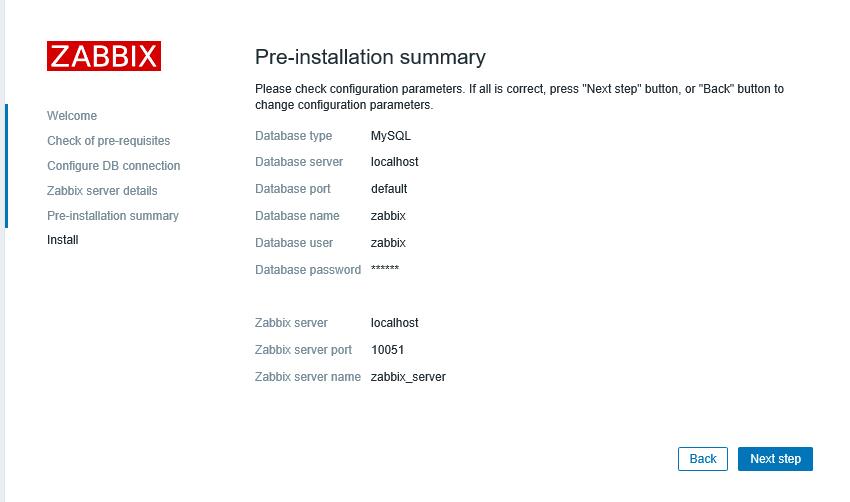 ZABBIX
Welcome
Check of pre-requisites
Configure DB connection
Zabbix server details
Pre-installation summary
Install
Pre-installation summary
Please check configuration parameters. If all is correct, press "Next step" button, or "Back" button to
change configuration parameters.
Database type MySQL
Database server localhost
Database port default
Database name zabbix
Database user zabbix
Database password ******
Zabbix server localhost
Zabbix server port 10051
Zabbix server name zabbix_server
Back Next step